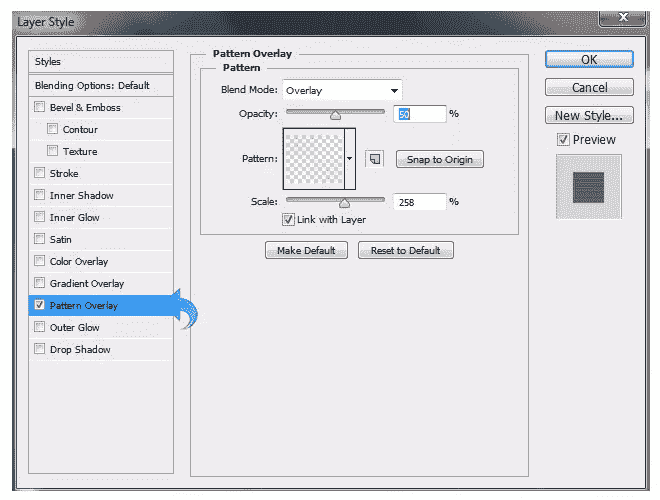 Layer Style
X
Styles
Blending Options: Default
Bevel & Emboss
Contour
Texture
Stroke
Inner Shadow
Inner Glow
Satin
Color Overlay
Gradient Overlay
Pattern Overlay
Outer Glow
Drop Shadow
Pattern Overlay
Pattern
Blend Mode: Overlay
Opacity: 50 %
Pattern: Snap to Origin
Scale: 258 %
Link with Layer
Make Default Reset to Default
OK
Cancel
New Style...
Preview